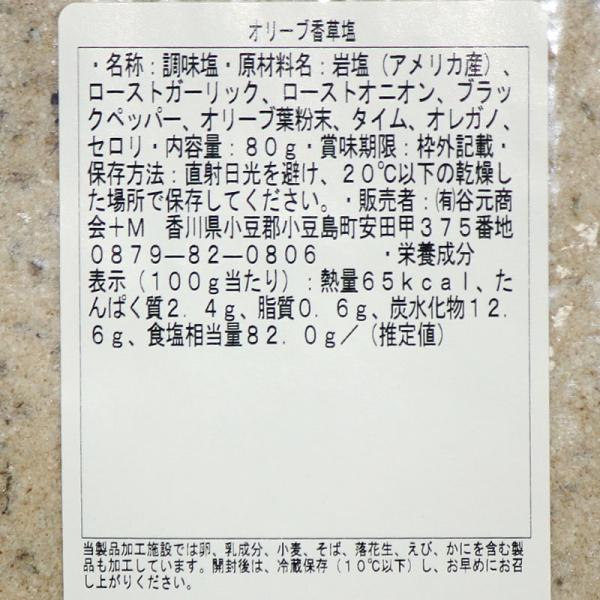 オリーブ香草塩
・名称：調味塩・原材料名：岩塩（アメリカ産）、
ローストガーリック、ローストオニオン、ブラッ
クペッパー、オリーブ葉粉末、タイム、オレガノ、
セロリ・内容量：８０ｇ・賞味期限：枠外記載・
保存方法：直射日光を避け、２０℃以下の乾燥し
た場所で保存してください。・販売者：㈲谷元商
会＋Ｍ　香川県小豆郡小豆島町安田甲３７５番地
０８７９―８２―０８０６　　　・栄養成分
表示（１００ｇ当たり）：熱量６５ｋｃａｌ、た
んぱく質２．４ｇ、脂質０．６ｇ、炭水化物１２．
６ｇ、食塩相当量８２．０ｇ／（推定値）
当製品加工施設では卵、乳成分、小麦、そば、落花生、えび、かにを含む製
品も加工しています。開封後は、冷蔵保存（１０℃以下）し、お早めにお召
し上がりください。